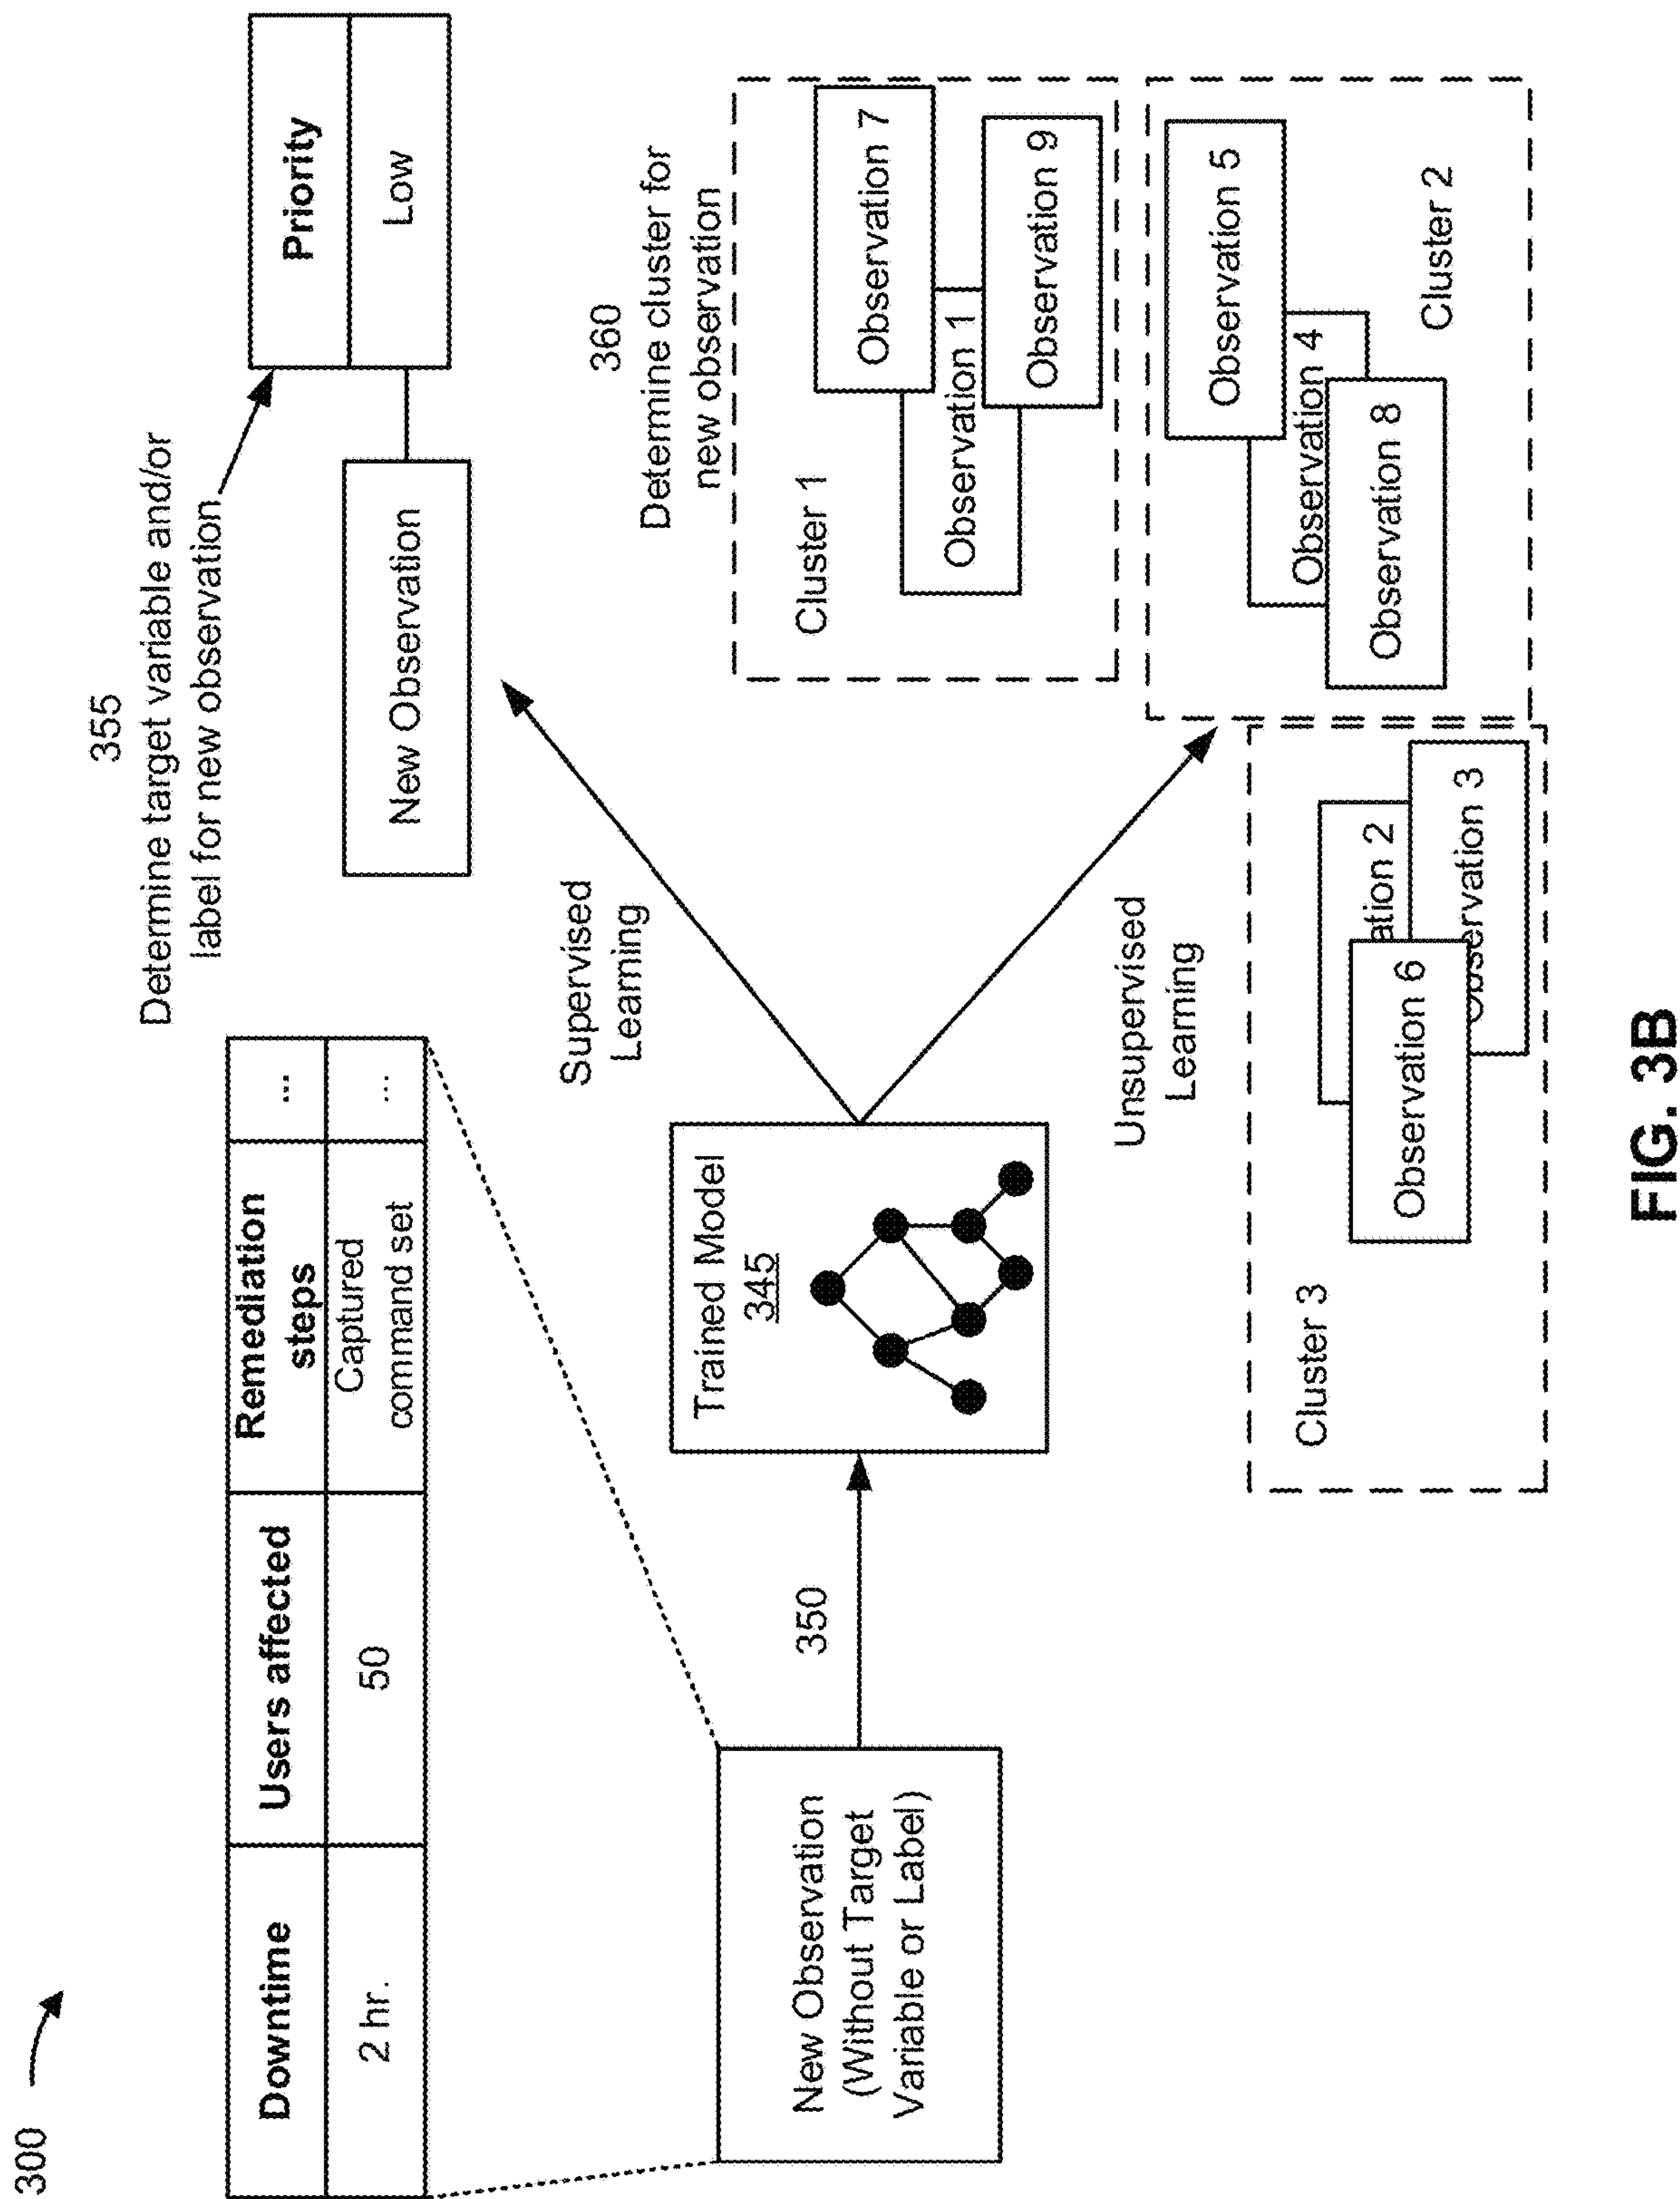 300
Downtime
Users affected
Remediation
steps
...
2 hr.
50
Captured
command set
...
355
Determine target variable and/or
label for new observation
New Observation
Priority
Low
New Observation
(Without Target
Variable or Label)
350
Trained Model
345
Supervised
Learning
Unsupervised
Learning
360
Determine cluster for
new observation
Cluster 1
Observation 7
Observation 1
Observation 9
Observation 5
Observation 4
Observation 8
Cluster 2
Cluster 3
ation 2
Observation 6
servation 3
FIG. 3B